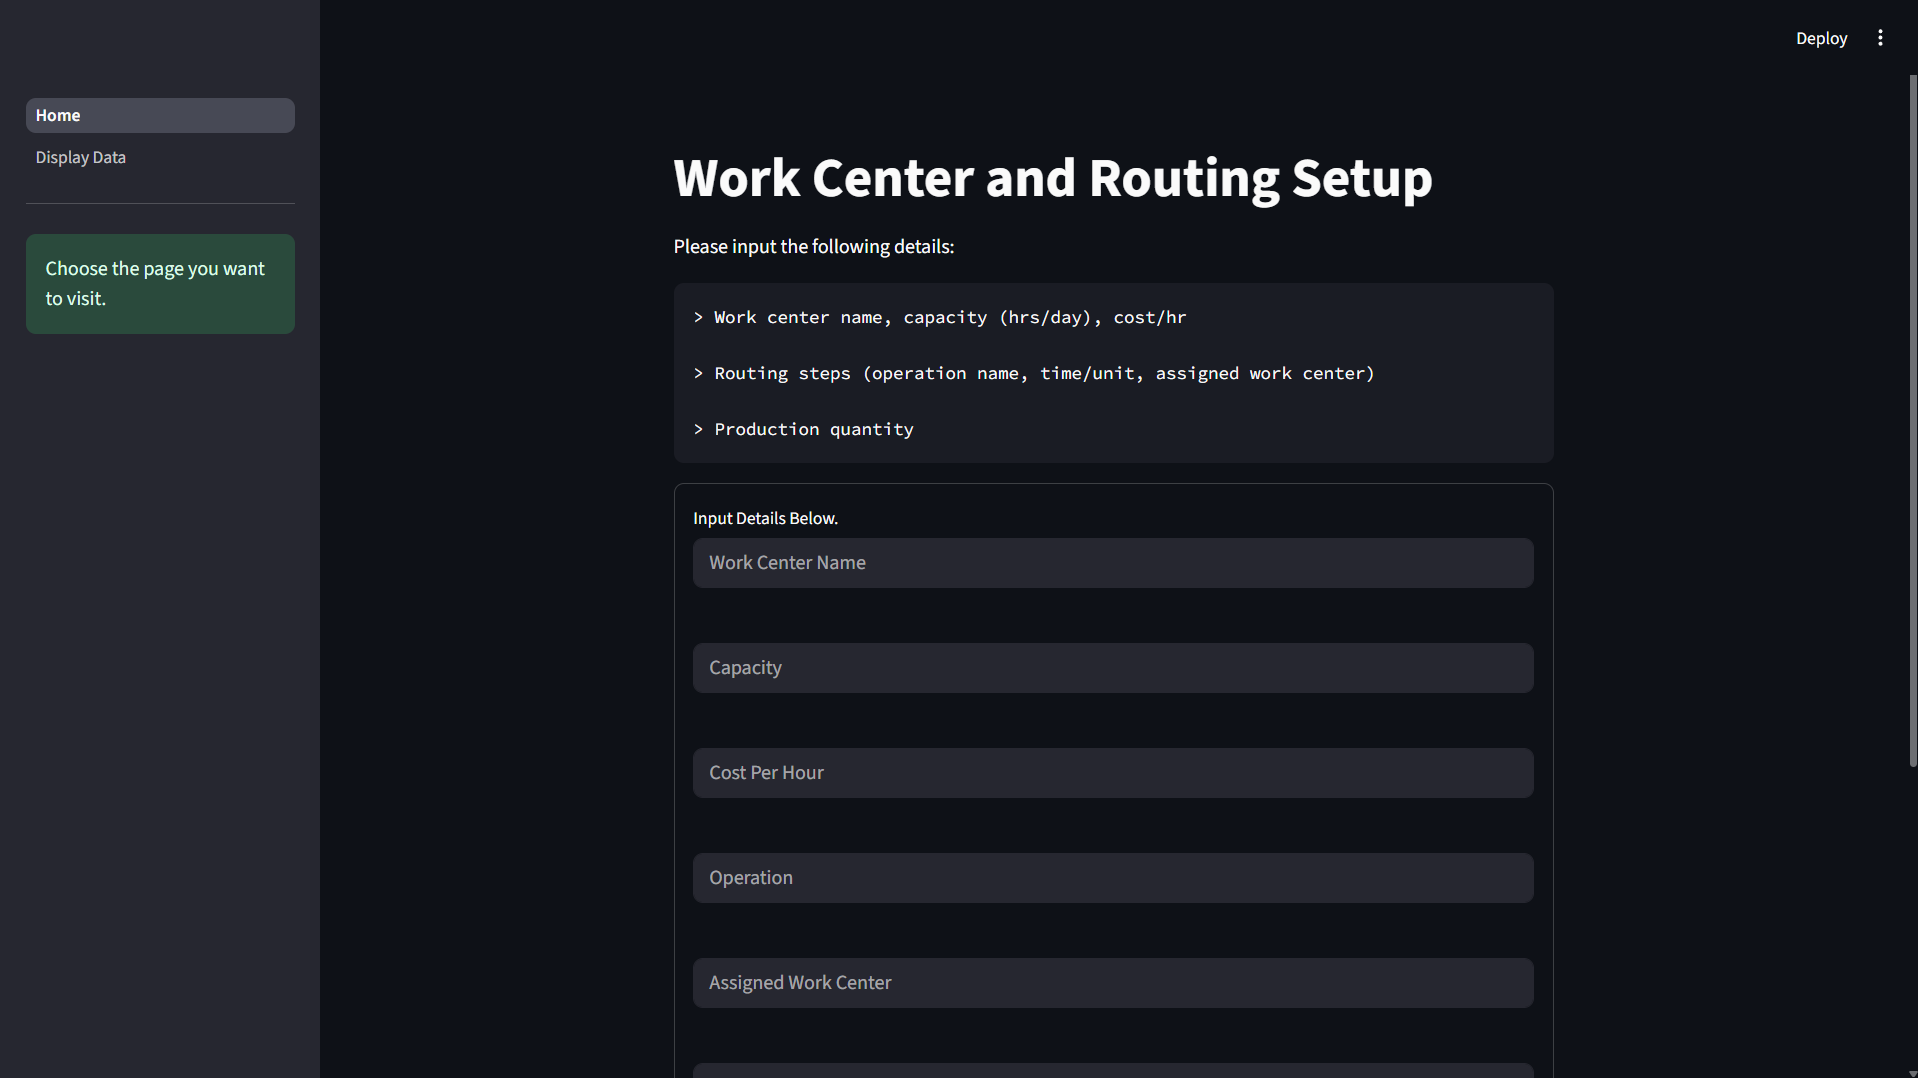 Deploy
Home
Display Data
Choose the page you want
to visit.
Work Center and Routing Setup
Please input the following details:
> Work center name, capacity (hrs/day), cost/hr
> Routing steps (operation name, time/unit, assigned work center)
> Production quantity
Input Details Below.
Work Center Name
Capacity
Cost Per Hour
Operation
Assigned Work Center